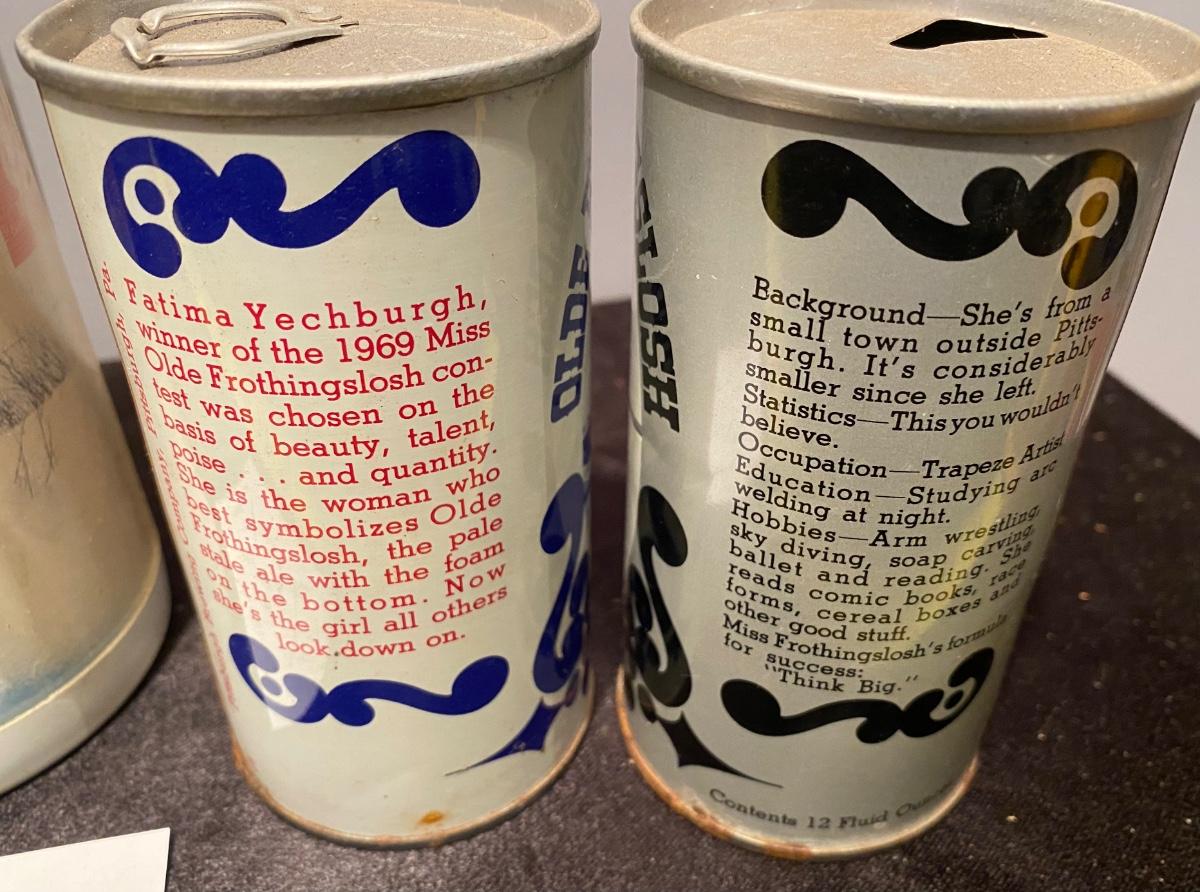 Fatima Yechburgh,
winner of the 1969 Miss
Olde Frothingslosh con-
test was chosen on the
basis of beauty, talent,
poise . . . and quantity.
She is the woman who
best symbolizes Olde
Frothingslosh, the pale
stale ale with the foam
on the bottom. Now
she's the girl all others
look down on.
Pittsburgh, Pa.
OLDE
SLOSH
Background—She's from a
small town outside Pitts-
burgh. It's considerably
smaller since she left.
Statistics—This you wouldn't
believe.
Occupation—Trapeze Artist
Education—Studying arc
welding at night.
Hobbies—Arm wrestling,
sky diving, soap carving,
ballet and reading. She
reads comic books, race
forms, cereal boxes and
other good stuff.
Miss Frothingslosh's formula
for success:
"Think Big."
Contents 12 Fluid